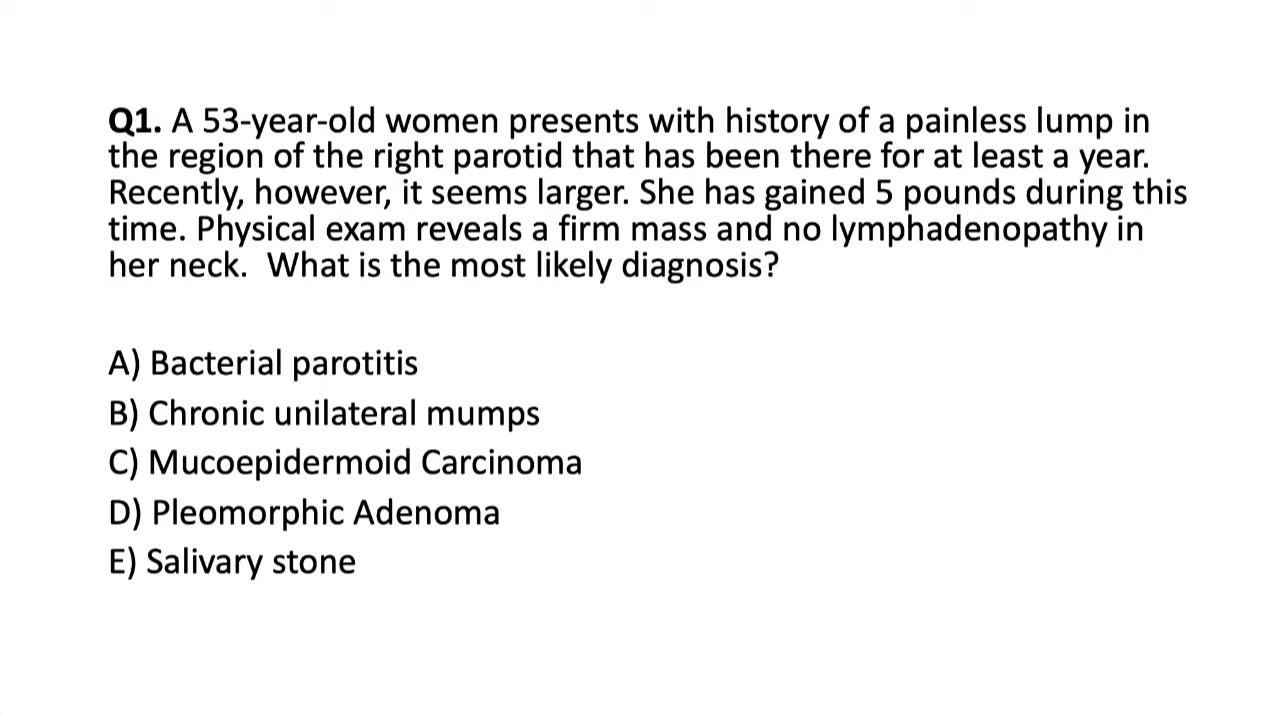 Q1. A 53-year-old women presents with history of a painless lump in
the region of the right parotid that has been there for at least a year.
Recently, however, it seems larger. She has gained 5 pounds during this
time. Physical exam reveals a firm mass and no lymphadenopathy in
her neck.  What is the most likely diagnosis?
A) Bacterial parotitis
B) Chronic unilateral mumps
C) Mucoepidermoid Carcinoma
D) Pleomorphic Adenoma
E) Salivary stone